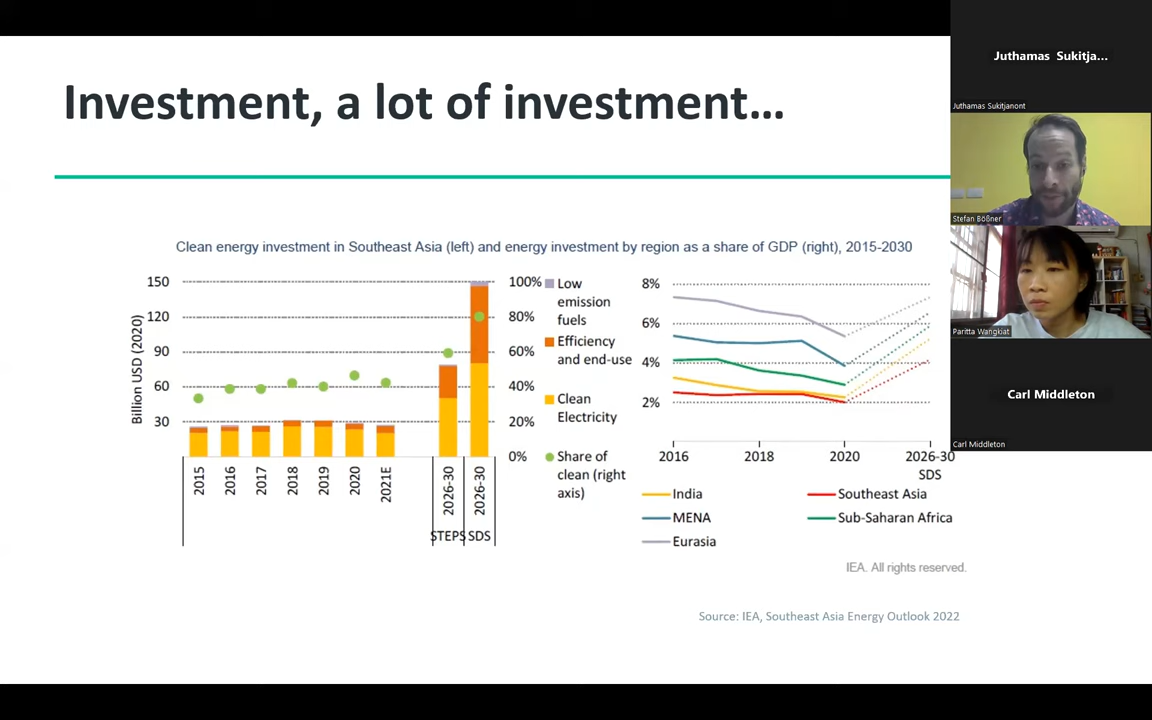 Investment, a lot of investment...
Clean energy investment in Southeast Asia (left) and energy investment by region as a share of GDP (right), 2015-2030
Billion USD (2020)
150
120
90
60
30
100%
80%
60%
40%
20%
0%
2015
2016
2017
2018
2019
2020
2021E
2026-30
2026-30
STEPS
SDS
Low
emission
fuels
Efficiency
and end-use
Clean
Electricity
Share of
clean (right
axis)
8%
6%
4%
2%
2016
2018
2020
2026-30
SDS
India
Southeast Asia
MENA
Sub-Saharan Africa
Eurasia
IEA. All rights reserved.
Source: IEA, Southeast Asia Energy Outlook 2022
Juthamas Sukitja...
Juthamas Sukitjanont
Stefan Bößner
Paritta Wangkiat
Carl Middleton
Carl Middleton